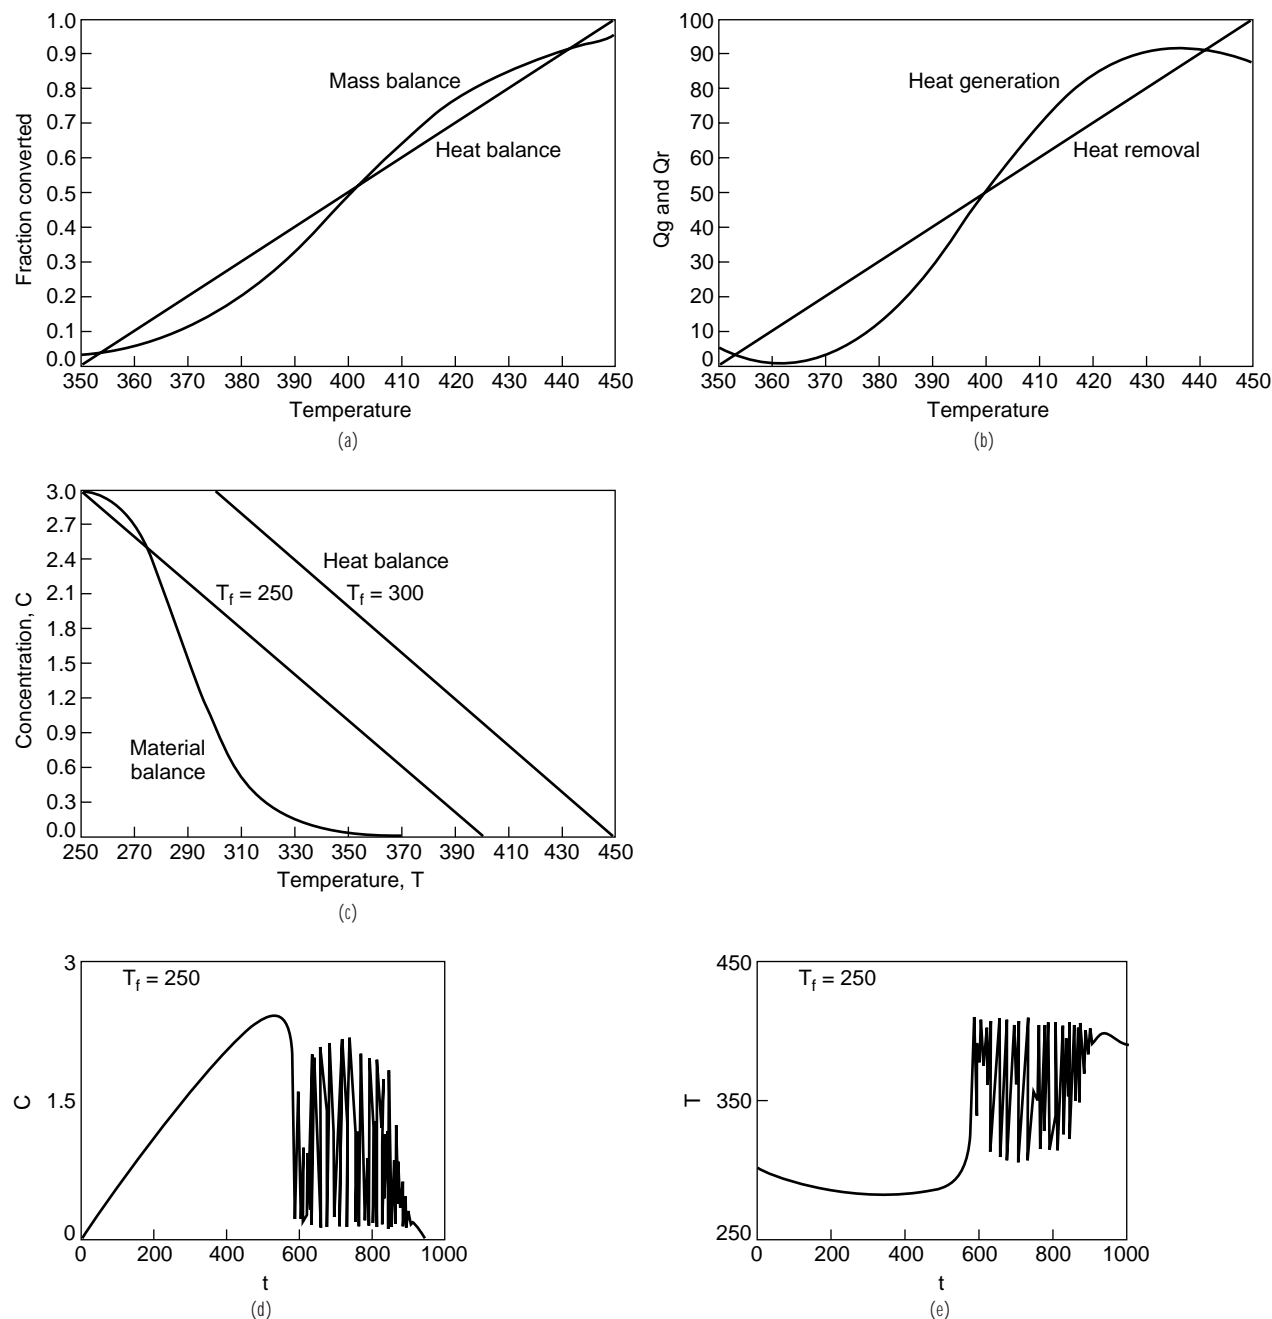 1.0
0.9
0.8
0.7
0.6
0.5
0.4
0.3
0.2
0.1
0.0
Fraction converted
Mass balance
Heat balance
350 360 370 380 390 400 410 420 430 440 450
Temperature
(a)
100
90
80
70
60
50
40
30
20
10
0
Qg and Qr
Heat generation
Heat removal
350 360 370 380 390 400 410 420 430 440 450
Temperature
(b)
3.0
2.7
2.4
2.1
1.8
1.5
1.2
0.9
0.6
0.3
0.0
Concentration, C
Heat balance
T_f = 250
T_f = 300
Material
balance
250 270 290 310 330 350 370 390 410 430 450
Temperature, T
(c)
3
1.5
0
C
T_f = 250
0 200 400 600 800 1000
t
(d)
450
350
250
T
T_f = 250
0 200 400 600 800 1000
t
(e)